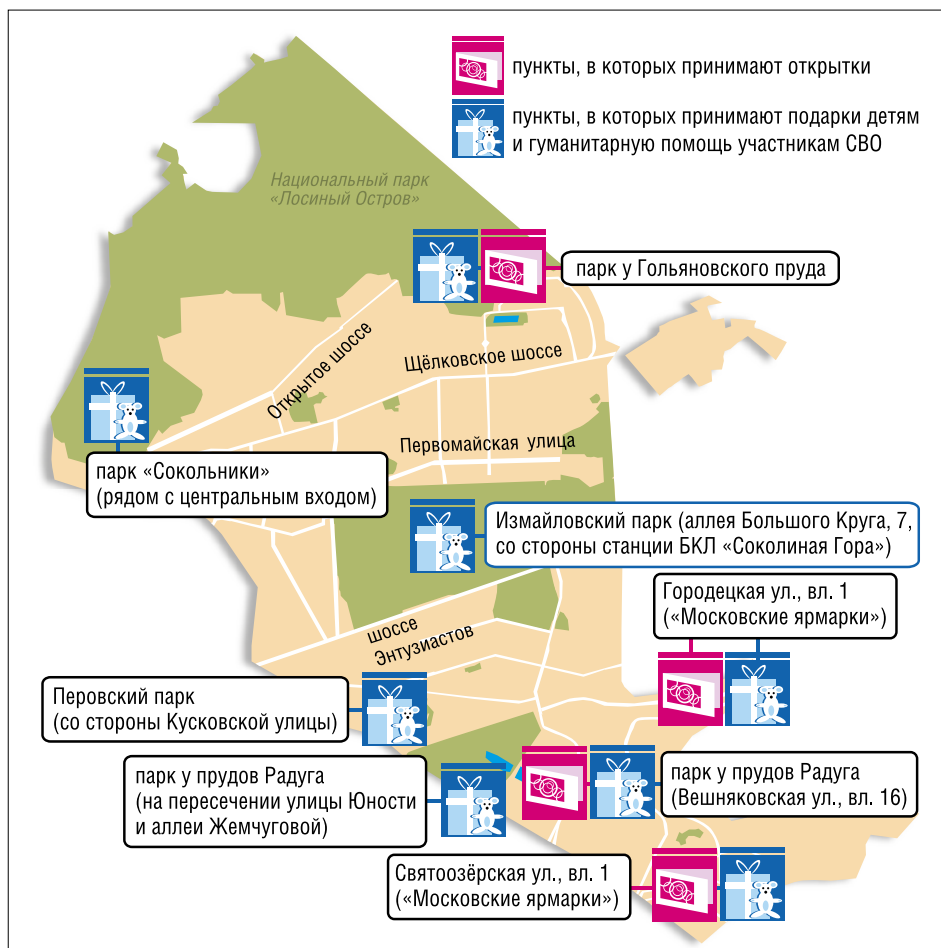 пункты, в которых принимают открытки
пункты, в которых принимают подарки детям
и гуманитарную помощь участникам СВО
Национальный парк
«Лосиный Остров»
парк у Гольяновского пруда
Щёлковское шоссе
Открытое шоссе
Первомайская улица
парк «Сокольники»
(рядом с центральным входом)
Измайловский парк (аллея Большого Круга, 7,
со стороны станции БКЛ «Соколиная Гора»)
Городецкая ул., вл. 1
(«Московские ярмарки»)
шоссе
Энтузиастов
Перовский парк
(со стороны Кусковской улицы)
парк у прудов Радуга
(на пересечении улицы Юности
и аллеи Жемчуговой)
парк у прудов Радуга
(Вешняковская ул., вл. 16)
Святоозёрская ул., вл. 1
(«Московские ярмарки»)